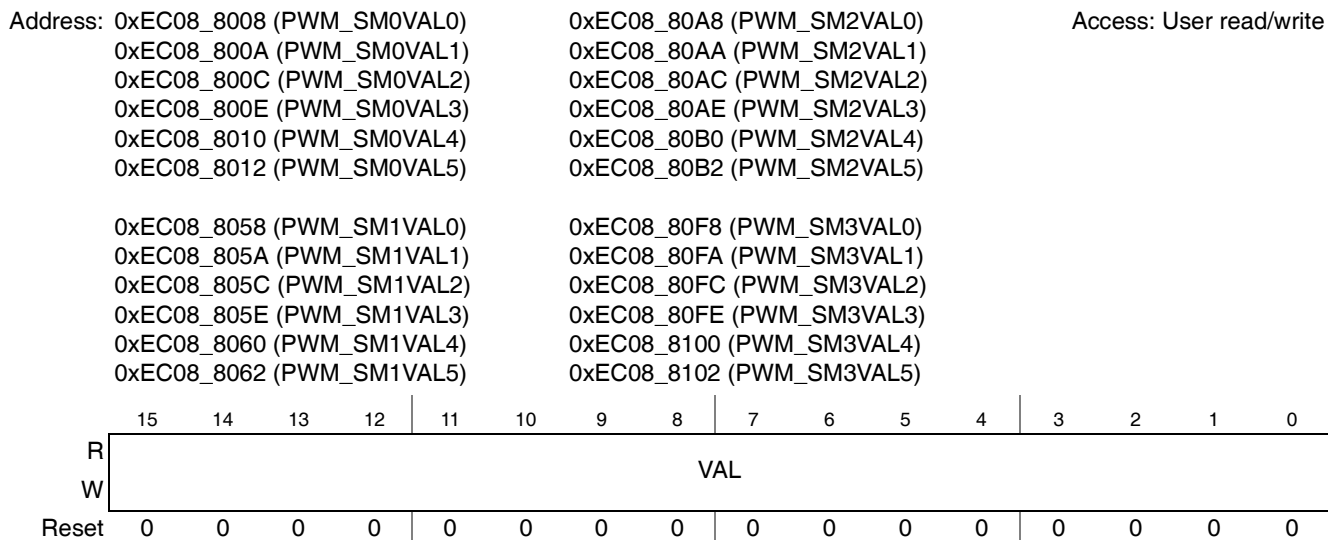 Address: 0xEC08_8008 (PWM_SM0VAL0) 0xEC08_80A8 (PWM_SM2VAL0) Access: User read/write
0xEC08_800A (PWM_SM0VAL1) 0xEC08_80AA (PWM_SM2VAL1)
0xEC08_800C (PWM_SM0VAL2) 0xEC08_80AC (PWM_SM2VAL2)
0xEC08_800E (PWM_SM0VAL3) 0xEC08_80AE (PWM_SM2VAL3)
0xEC08_8010 (PWM_SM0VAL4) 0xEC08_80B0 (PWM_SM2VAL4)
0xEC08_8012 (PWM_SM0VAL5) 0xEC08_80B2 (PWM_SM2VAL5)
0xEC08_8058 (PWM_SM1VAL0) 0xEC08_80F8 (PWM_SM3VAL0)
0xEC08_805A (PWM_SM1VAL1) 0xEC08_80FA (PWM_SM3VAL1)
0xEC08_805C (PWM_SM1VAL2) 0xEC08_80FC (PWM_SM3VAL2)
0xEC08_805E (PWM_SM1VAL3) 0xEC08_80FE (PWM_SM3VAL3)
0xEC08_8060 (PWM_SM1VAL4) 0xEC08_8100 (PWM_SM3VAL4)
0xEC08_8062 (PWM_SM1VAL5) 0xEC08_8102 (PWM_SM3VAL5)
15 14 13 12 11 10 9 8 7 6 5 4 3 2 1 0
R
VAL
W
Reset 0 0 0 0 0 0 0 0 0 0 0 0 0 0 0 0